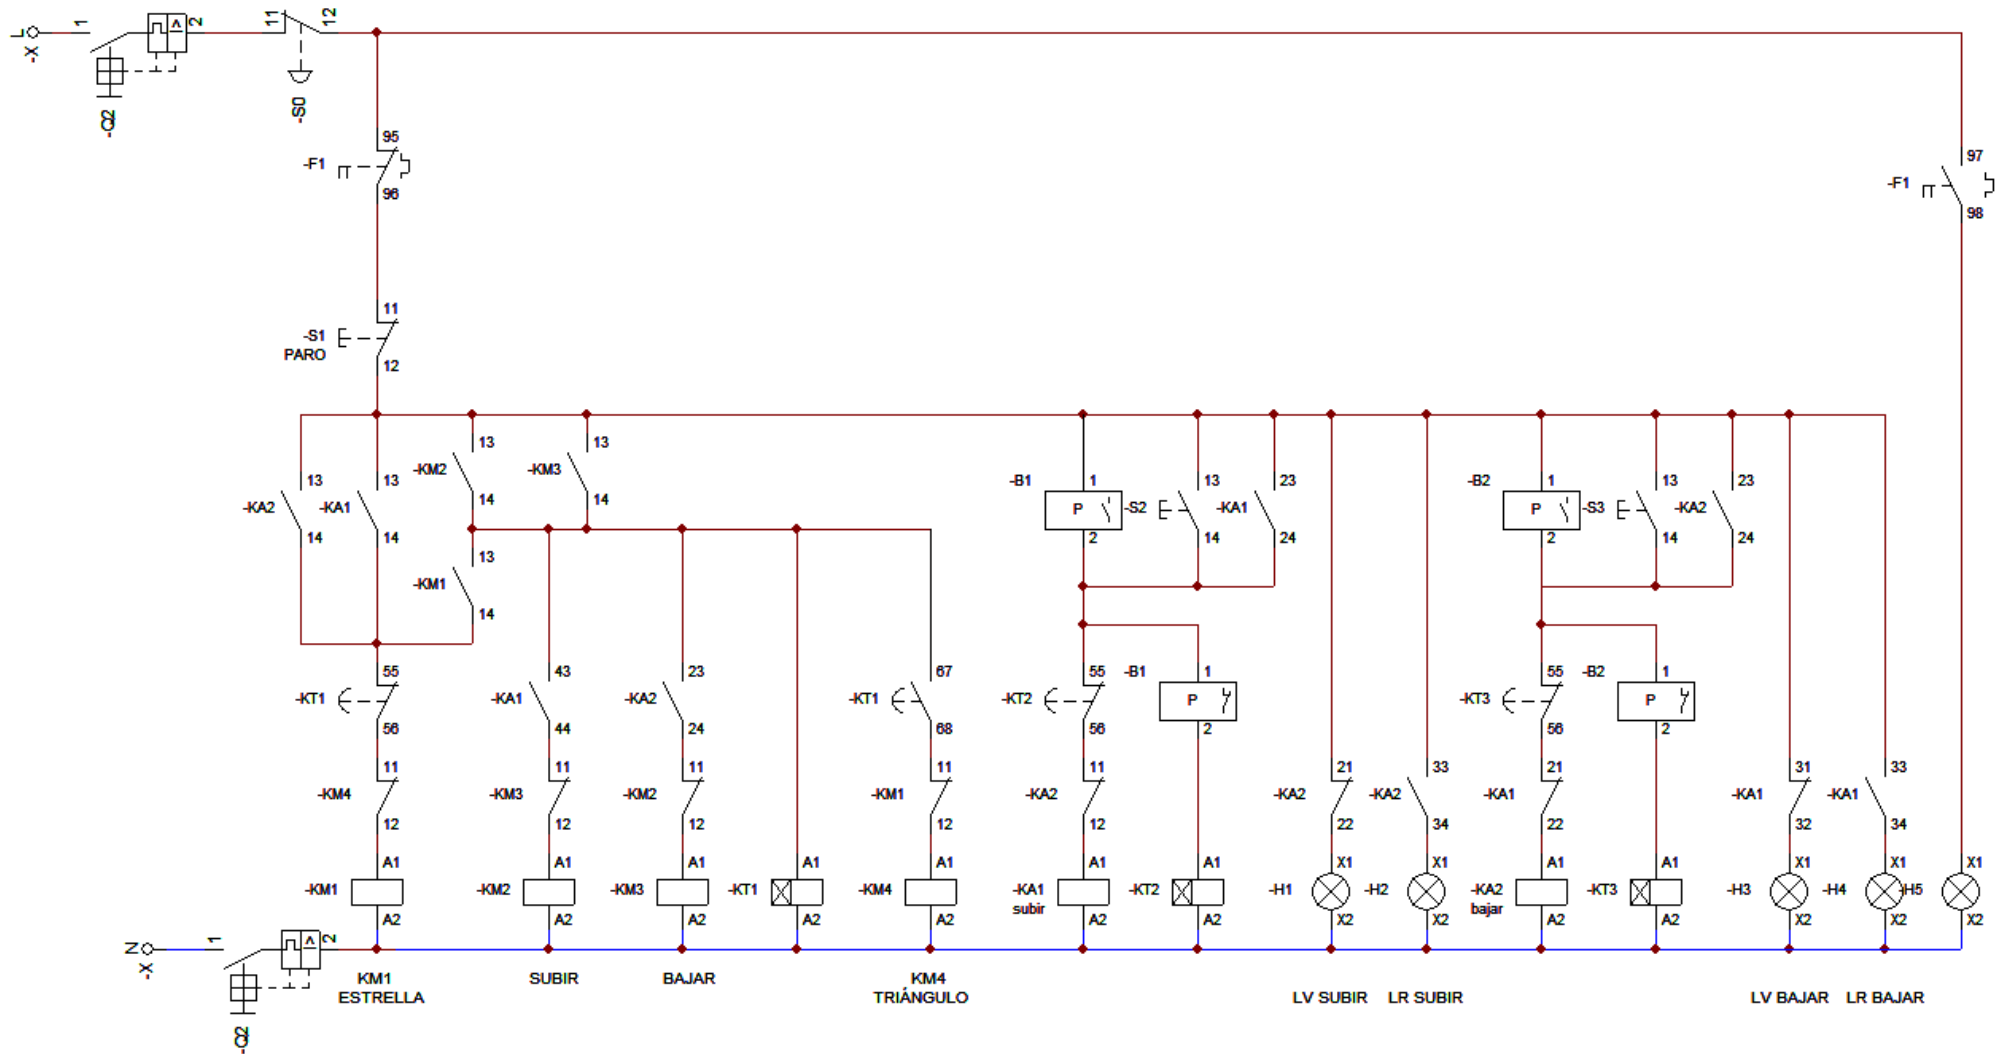 L
-X
1
2
-Q2
11
12
-S0
95
-F1
96
97
-F1
98
11
-S1
PARO
12
13
-KM2
14
13
-KM3
14
13
-KA2
14
13
-KA1
14
13
-KM1
14
1
-B1
P
2
13
-S2
14
23
-KA1
24
1
-B2
P
2
13
-S3
14
23
-KA2
24
55
-KT1
56
43
-KA1
44
23
-KA2
24
67
-KT1
68
55
-KT2
56
-B1
1
P
2
55
-KT3
56
-B2
1
P
2
11
-KM4
12
11
-KM3
12
11
-KM2
12
11
-KM1
12
11
-KA2
12
21
-KA2
22
33
-KA2
34
21
-KA1
22
31
-KA1
32
33
-KA1
34
A1
-KM1
A2
A1
-KM2
A2
A1
-KM3
A2
A1
-KT1
A2
A1
-KM4
A2
A1
-KA1
subir
A2
A1
-KT2
A2
X1
-H1
X2
X1
-H2
X2
A1
-KA2
bajar
A2
A1
-KT3
A2
X1
-H3
X2
X1
-H4
X2
X1
-H5
X2
N
-X
1
2
-Q2
KM1
ESTRELLA
SUBIR
BAJAR
KM4
TRIÁNGULO
LV SUBIR
LR SUBIR
LV BAJAR
LR BAJAR